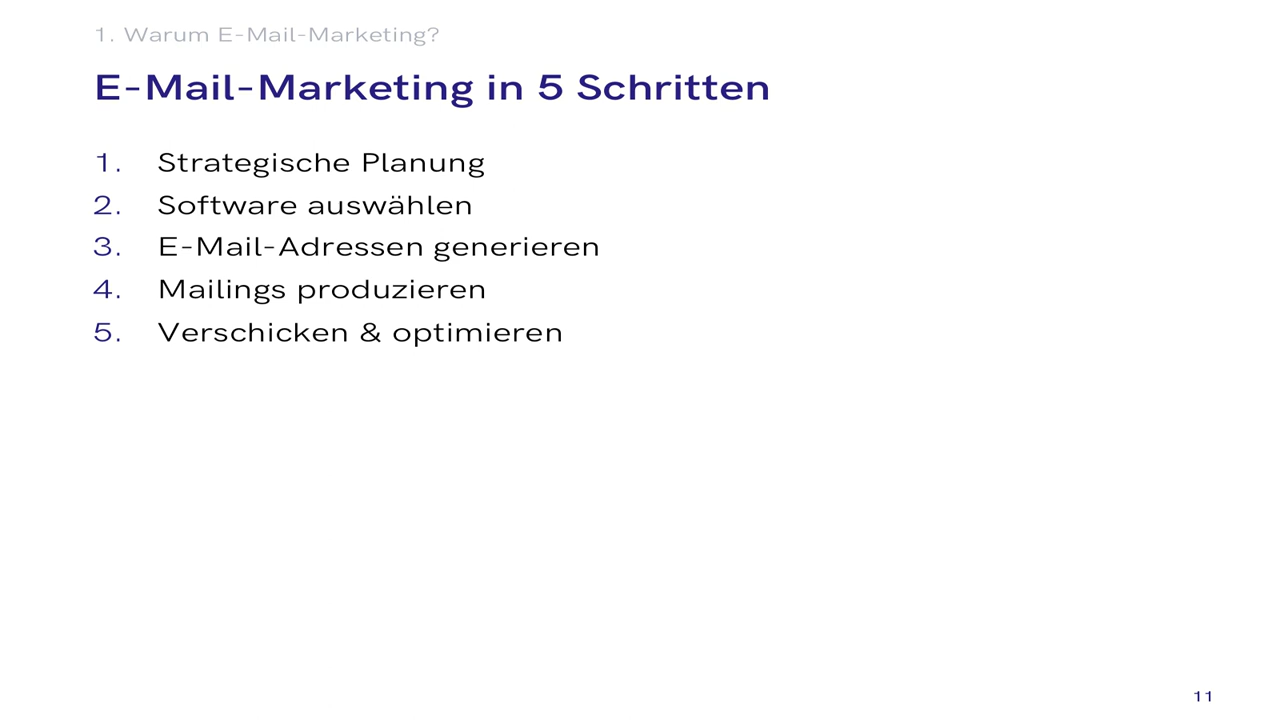 1. Warum E-Mail-Marketing?
E-Mail-Marketing in 5 Schritten
1. Strategische Planung
2. Software auswählen
3. E-Mail-Adressen generieren
4. Mailings produzieren
5. Verschicken & optimieren
11